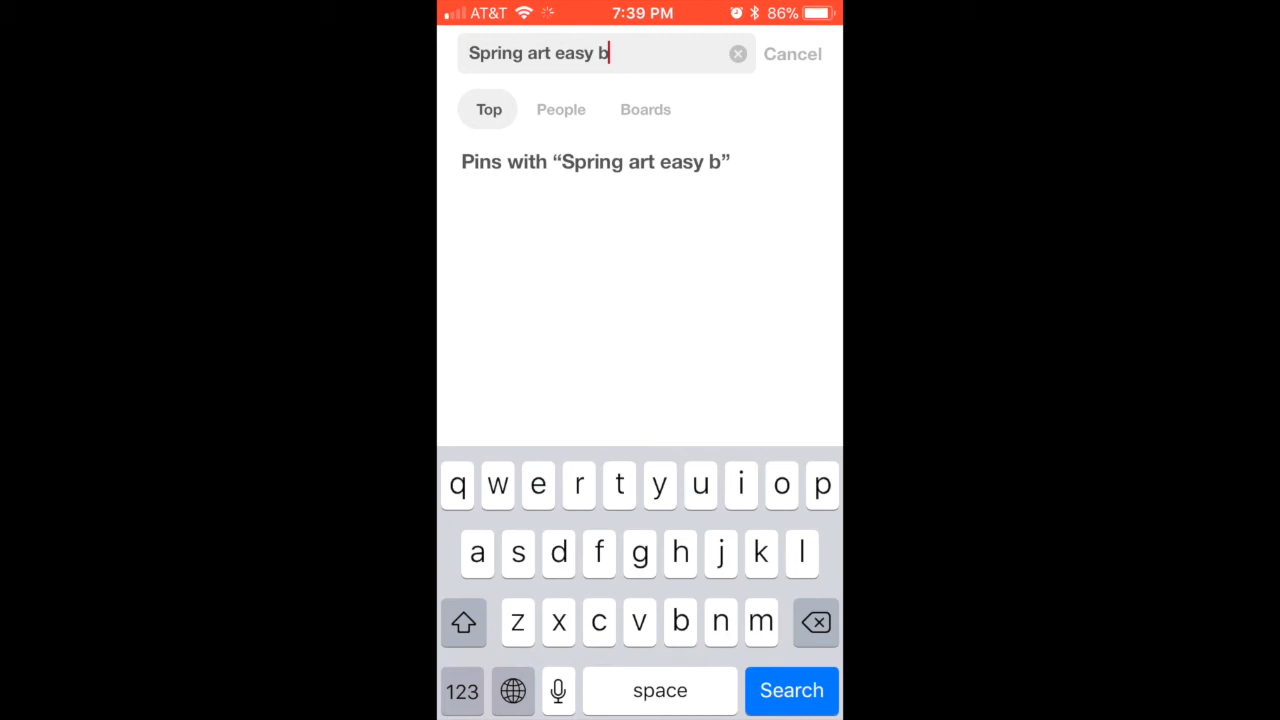 AT&T 7:39 PM 86%
Spring art easy b Cancel
Top People Boards
Pins with “Spring art easy b”
q w e r t y u i o p
a s d f g h j k l
z x c v b n m
123 space Search